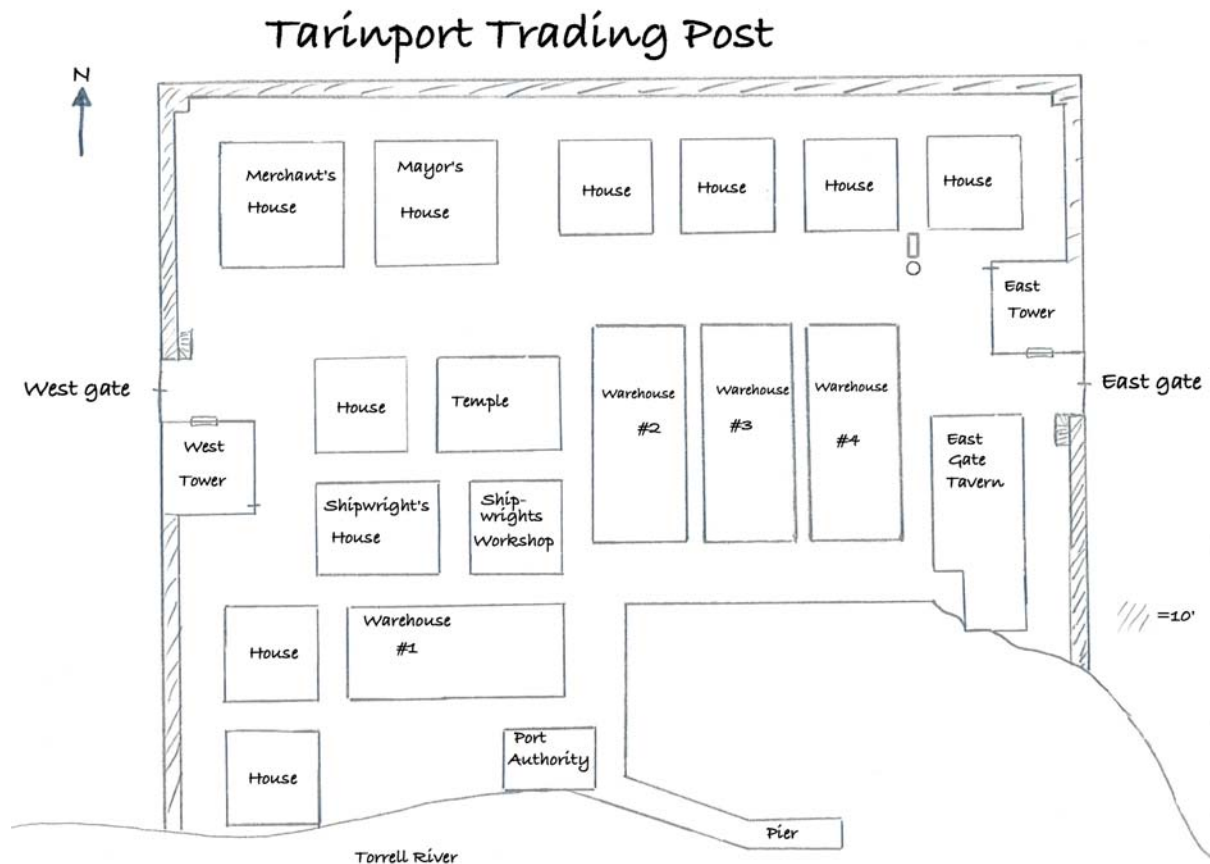 Tarinport Trading Post
N
Merchant's
House
Mayor's
House
House
House
House
House
East
Tower
West gate
East gate
House
Temple
Warehouse
#2
Warehouse
#3
Warehouse
#4
West
Tower
East
Gate
Tavern
Shipwright's
House
Ship-
wrights
Workshop
House
Warehouse
#1
=10'
House
Port
Authority
Pier
Torrell River